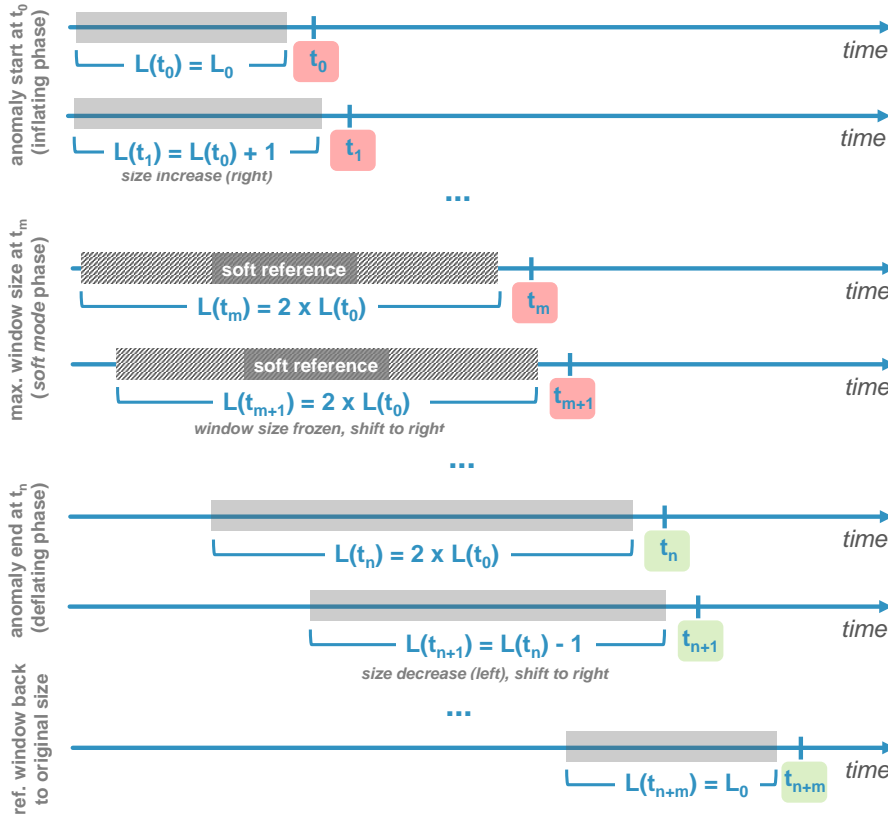 anomaly start at t₀
(inflating phase)
time
L(t₀) = L₀
t₀
time
L(t₁) = L(t₀) + 1
t₁
size increase (right)
...
max. window size at tₘ
(soft mode phase)
soft reference
time
L(tₘ) = 2 x L(t₀)
tₘ
soft reference
time
L(tₘ₊₁) = 2 x L(t₀)
tₘ₊₁
window size frozen, shift to right
...
anomaly end at tₙ
(deflating phase)
time
L(tₙ) = 2 x L(t₀)
tₙ
time
L(tₙ₊₁) = L(tₙ) - 1
tₙ₊₁
size decrease (left), shift to right
...
ref. window back
to original size
time
L(tₙ₊ₘ) = L₀
tₙ₊ₘ